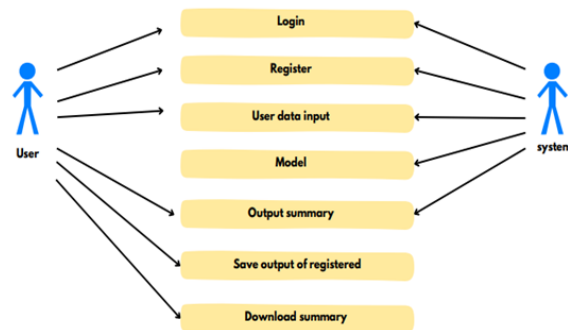 Login
Register
User data input
User
system
Model
Output summary
Save output of registered
Download summary